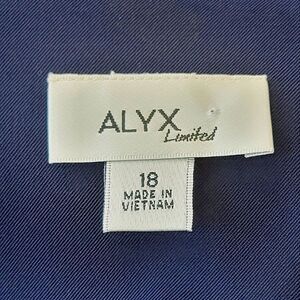 ALYX
Limited
18
MADE IN
VIETNAM